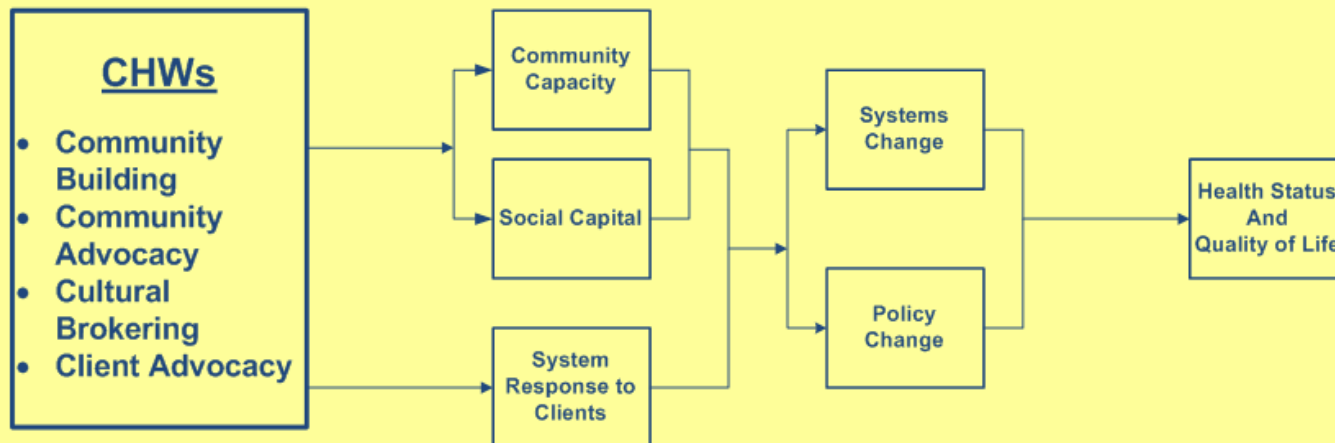 CHWs
• Community
Building
• Community
Advocacy
• Cultural
Brokering
• Client Advocacy
Community
Capacity
Social Capital
System
Response to
Clients
Systems
Change
Policy
Change
Health Status
And
Quality of Life